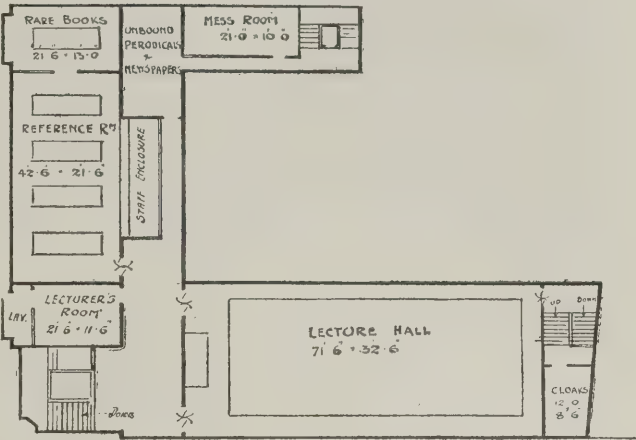 RARE BOOKS
21·6 × 13·0
UNBOUND
PERIODICALS
&
NEWSPAPERS
MESS ROOM
21·0 × 10·0
REFERENCE RM
42·6 × 21·6
STAFF ENCLOSURE
LECTURER'S
ROOM
21·6 × 11·6
LAV.
DOWN
LECTURE HALL
71·6 × 32·6
UP DOWN
CLOAKS
12·0
×
8·6